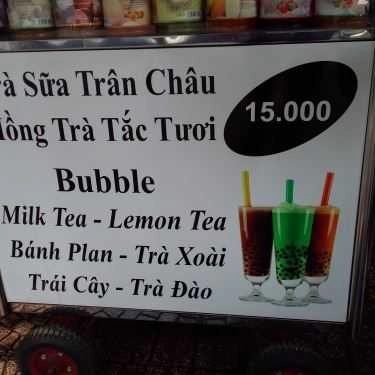 Sữa Trân Châu
15.000
Trà Tắc Tươi
Bubble
Milk Tea - Lemon Tea
Bánh Plan - Trà Xoài
Trái Cây - Trà Đào